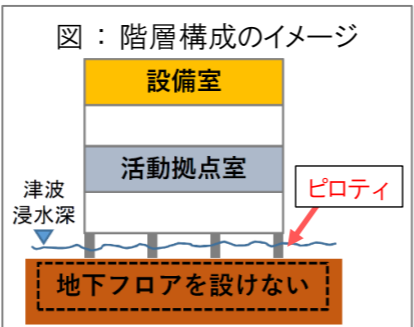 図：階層構成のイメージ
設備室
活動拠点室
ピロティ
津波
浸水深
地下フロアを設けない